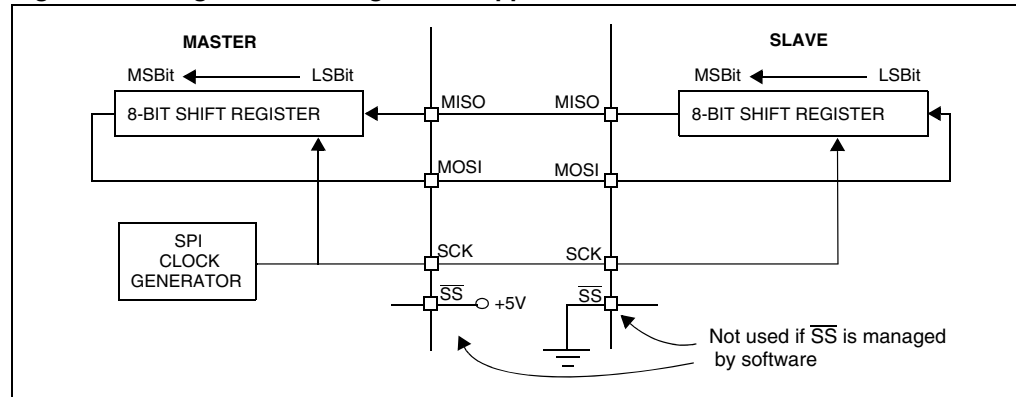 MASTER
MSBit LSBit
8-BIT SHIFT REGISTER
SLAVE
MSBit LSBit
8-BIT SHIFT REGISTER
MISO MISO
MOSI MOSI
SPI
CLOCK
GENERATOR
SCK SCK
SS +5V SS
Not used if SS is managed
by software